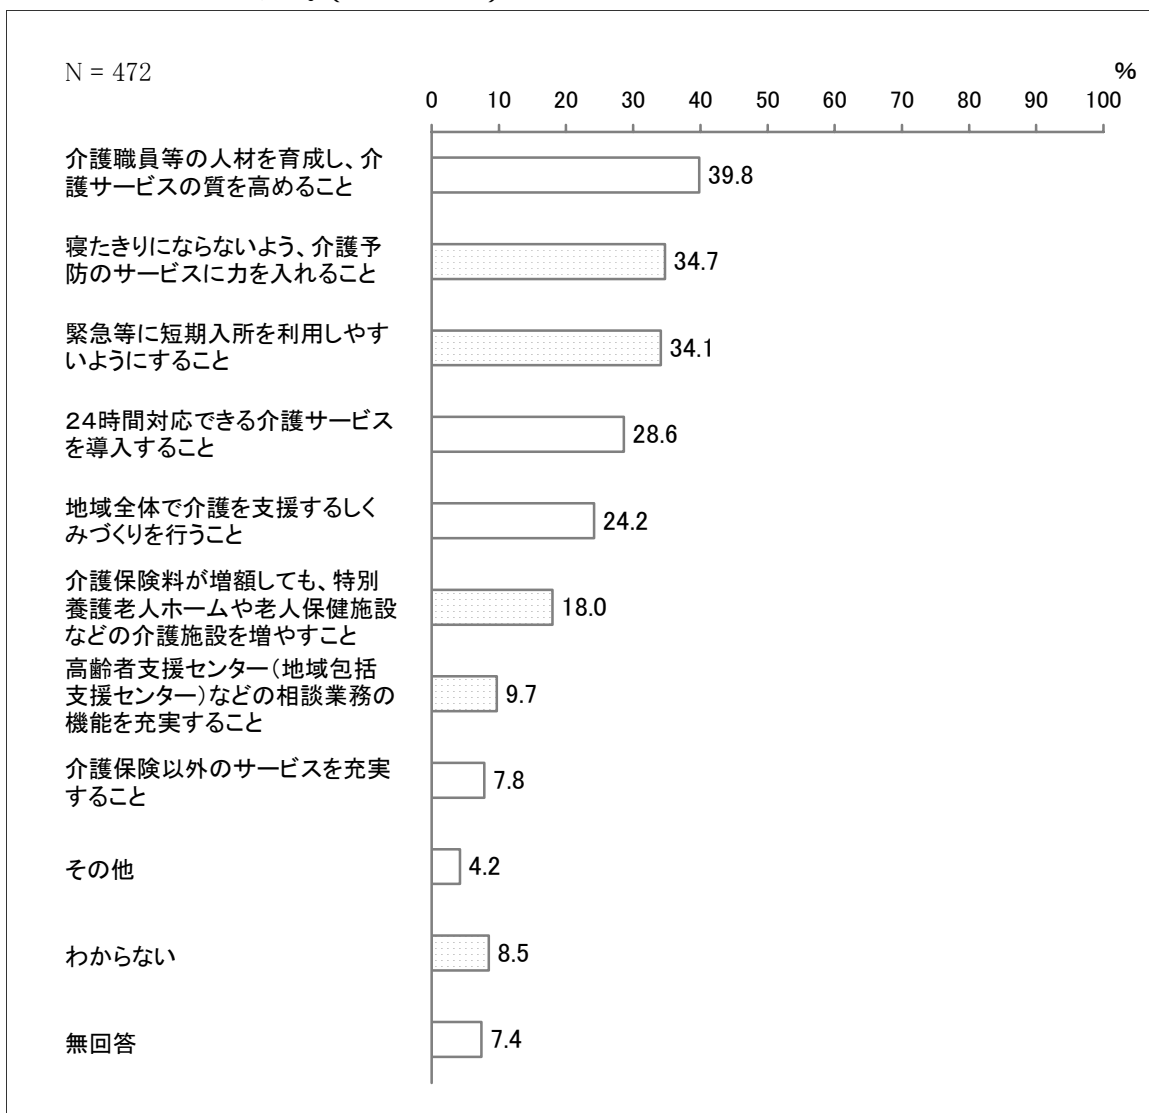 N = 472
%
0 10 20 30 40 50 60 70 80 90 100
介護職員等の人材を育成し、介
護サービスの質を高めること
39.8
寝たきりにならないよう、介護予
防のサービスに力を入れること
34.7
緊急等に短期入所を利用しやす
いようにすること
34.1
24時間対応できる介護サービス
を導入すること
28.6
地域全体で介護を支援するしく
みづくりを行うこと
24.2
介護保険料が増額しても、特別
養護老人ホームや老人保健施設
などの介護施設を増やすこと
18.0
高齢者支援センター（地域包括
支援センター）などの相談業務の
機能を充実すること
9.7
介護保険以外のサービスを充実
すること
7.8
その他
4.2
わからない
8.5
無回答
7.4